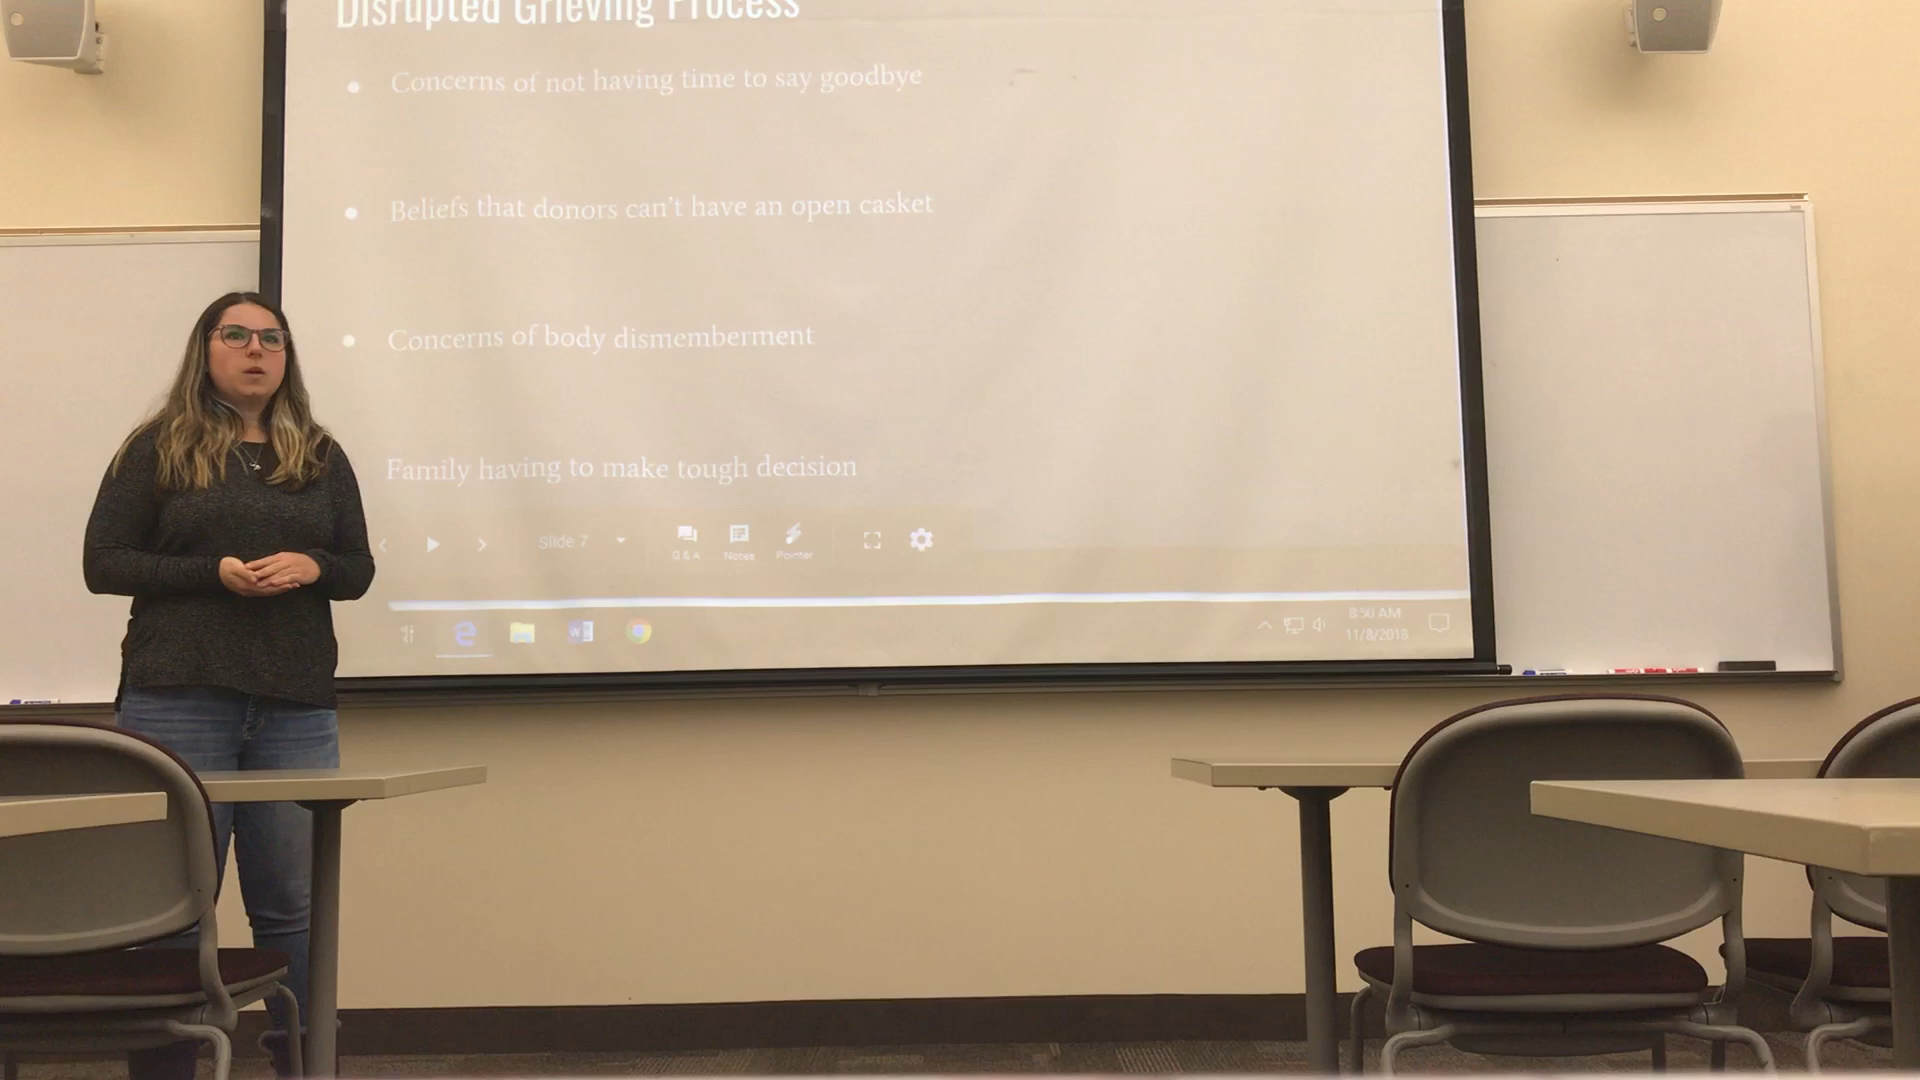 Disrupted Grieving Process
Concerns of not having time to say goodbye
Beliefs that donors can't have an open casket
Concerns of body dismemberment
Family having to make tough decision
Slide 7
Q & A
Notes
Pointer
8:50 AM
11/8/2018